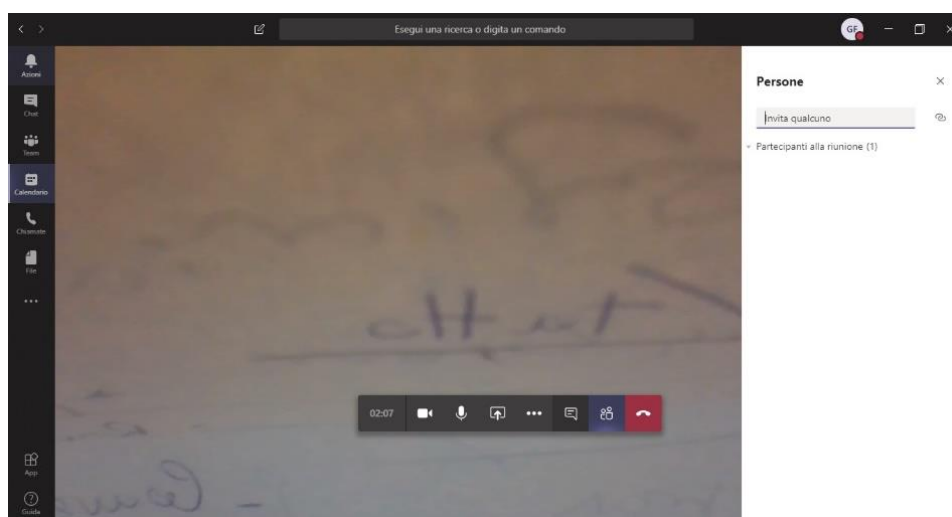 Esegui una ricerca o digita un comando
GF
Azioni
Chat
Team
Calendario
Chiamate
File
App
Guida
Persone
Invita qualcuno
Partecipanti alla riunione (1)
02:07